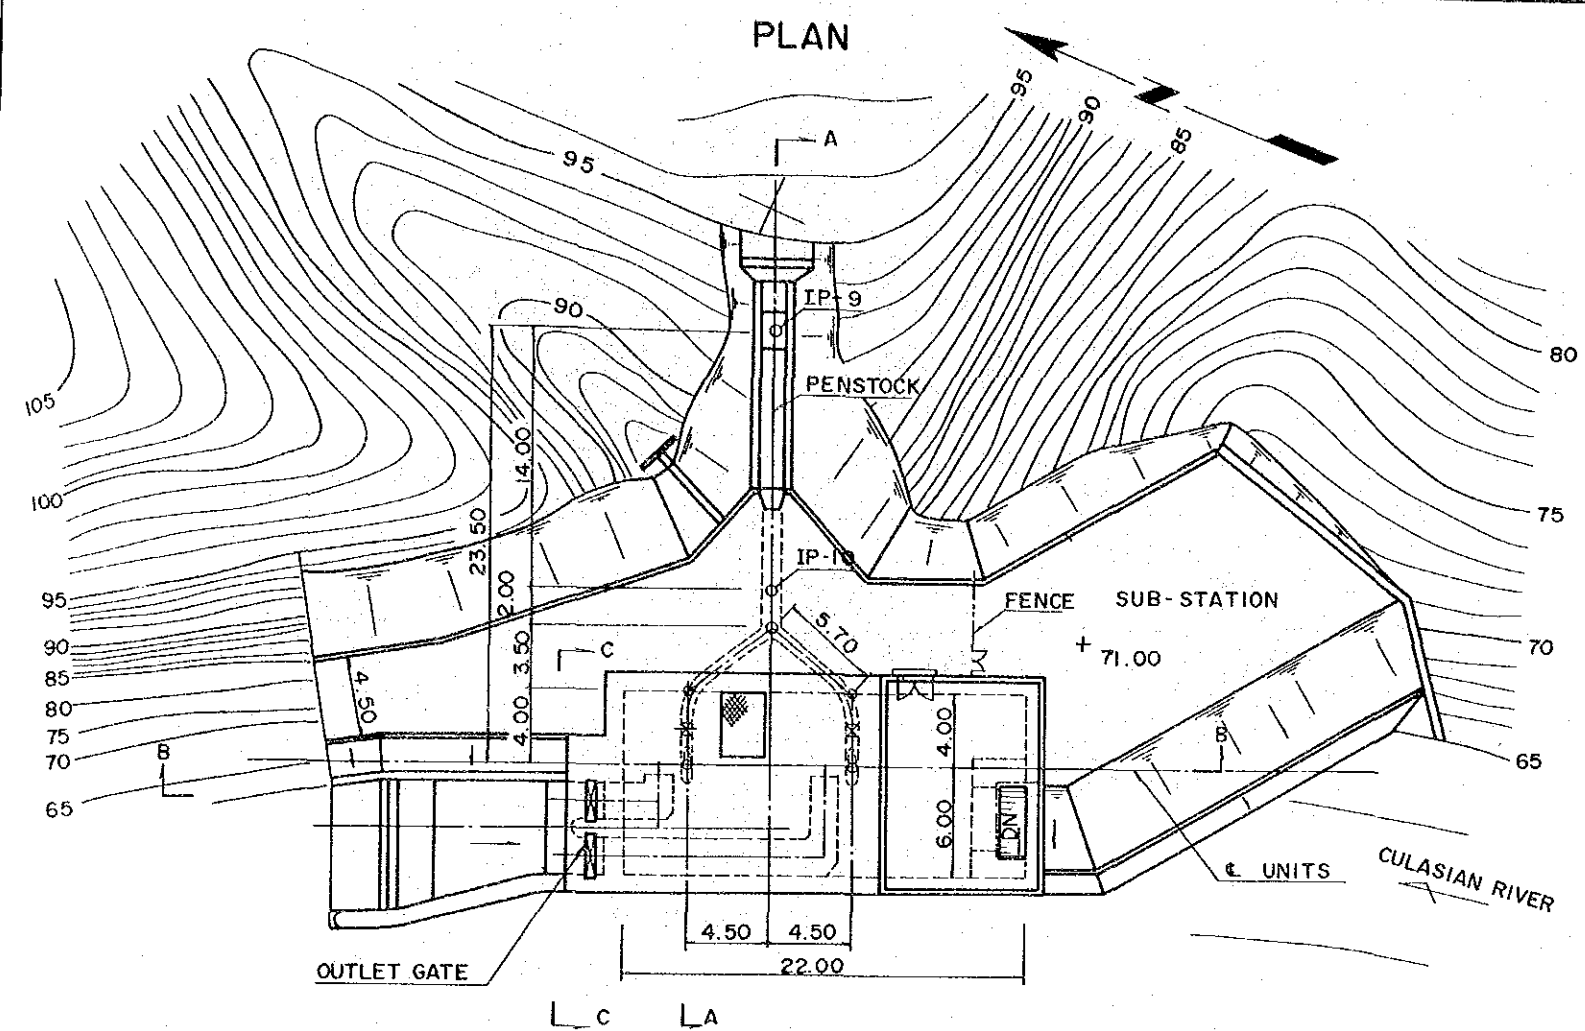 PLAN
95
90
85
A
95
IP-9
90
80
PENSTOCK
105
14.00
100
23.50
75
IP-10
2.00
95
FENCE
SUB-STATION
5.70
90
3.50
C
+ 71.00
70
85
4.50
80
4.00
4.00
75
B
B
70
65
65
6.00
DN
℄ UNITS
CULASIAN RIVER
4.50
4.50
22.00
OUTLET GATE
C
A